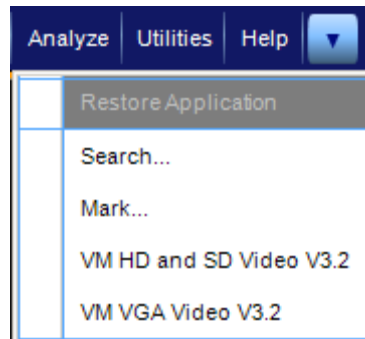 Analyze Utilities Help
Restore Application
Search...
Mark...
VM HD and SD Video V3.2
VM VGA Video V3.2